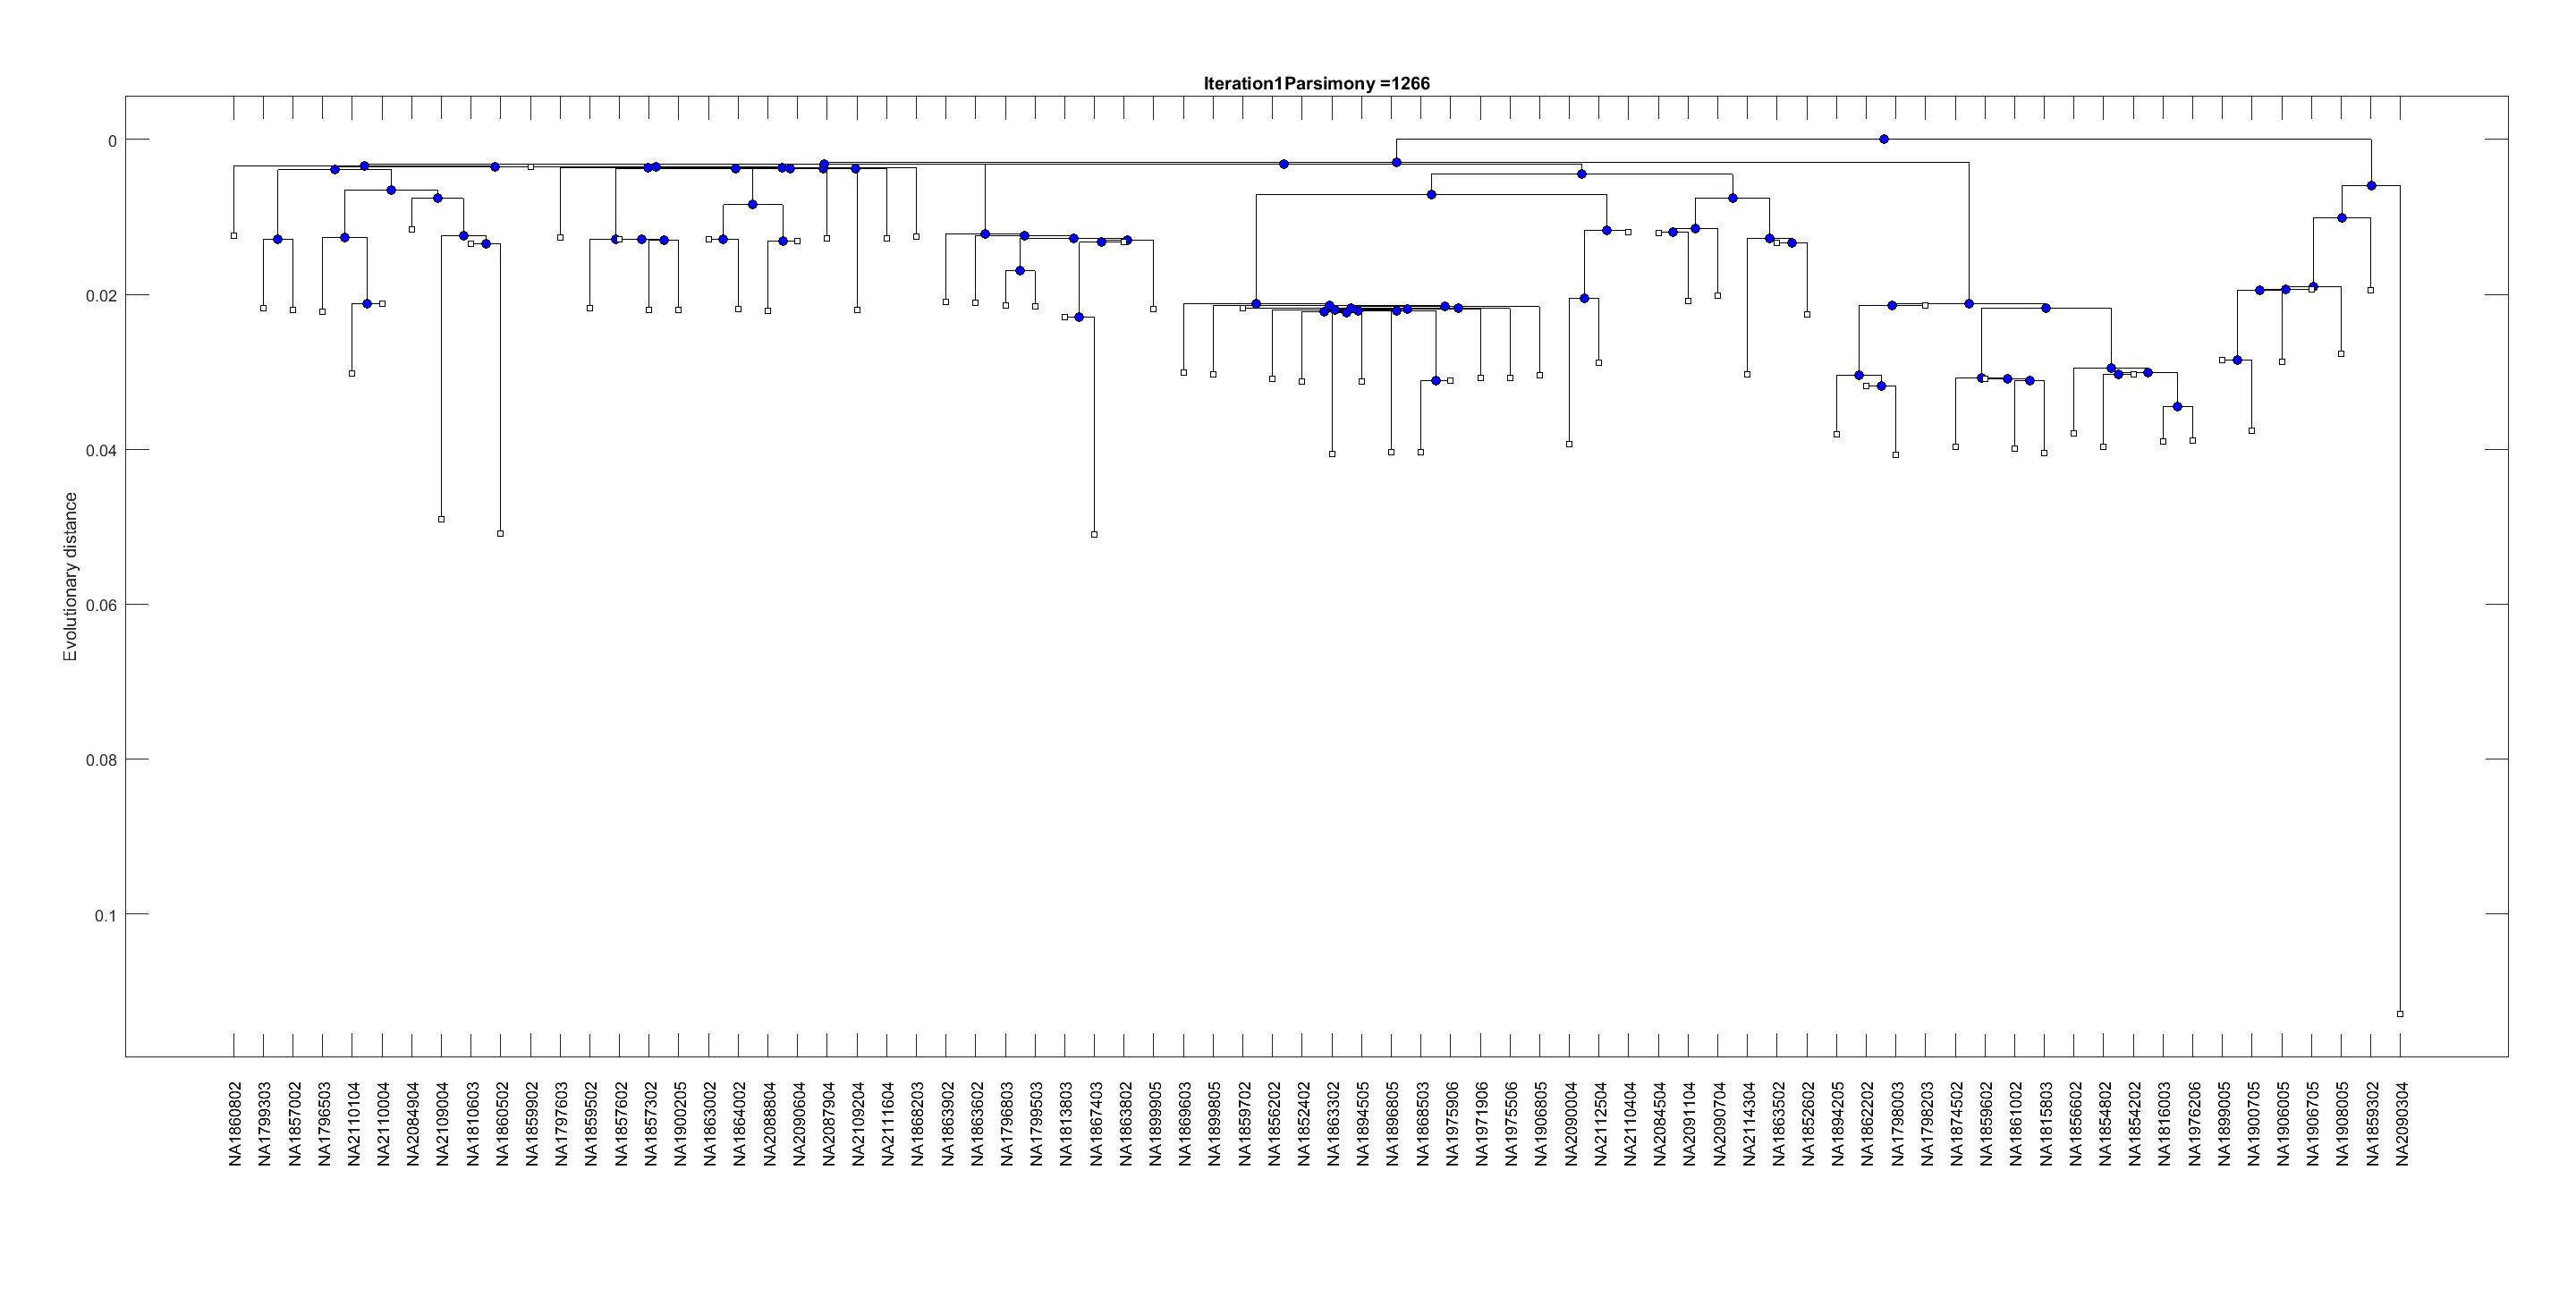 Iteration1Parsimony =1266
0
0.02
0.04
0.06
0.08
0.1
Evolutionary distance
NA1860802
NA1799303
NA1857002
NA1796503
NA2110104
NA2110004
NA2084904
NA2109004
NA1810603
NA1860502
NA1859902
NA1797603
NA1859502
NA1857602
NA1857302
NA1900205
NA1863002
NA1864002
NA2088804
NA2090604
NA2087904
NA2109204
NA2111604
NA1868203
NA1863902
NA1863602
NA1796803
NA1799503
NA1813803
NA1867403
NA1863802
NA1899905
NA1869603
NA1899805
NA1859702
NA1856202
NA1852402
NA1863302
NA1894505
NA1896805
NA1868503
NA1975906
NA1971906
NA1975506
NA1906805
NA2090004
NA2112504
NA2110404
NA2084504
NA2091104
NA2090704
NA2114304
NA1863502
NA1852602
NA1894205
NA1862202
NA1798003
NA1798203
NA1874502
NA1859602
NA1861002
NA1815803
NA1856602
NA1854802
NA1854202
NA1816003
NA1976206
NA1899005
NA1900705
NA1906005
NA1906705
NA1908005
NA1859302
NA2090304